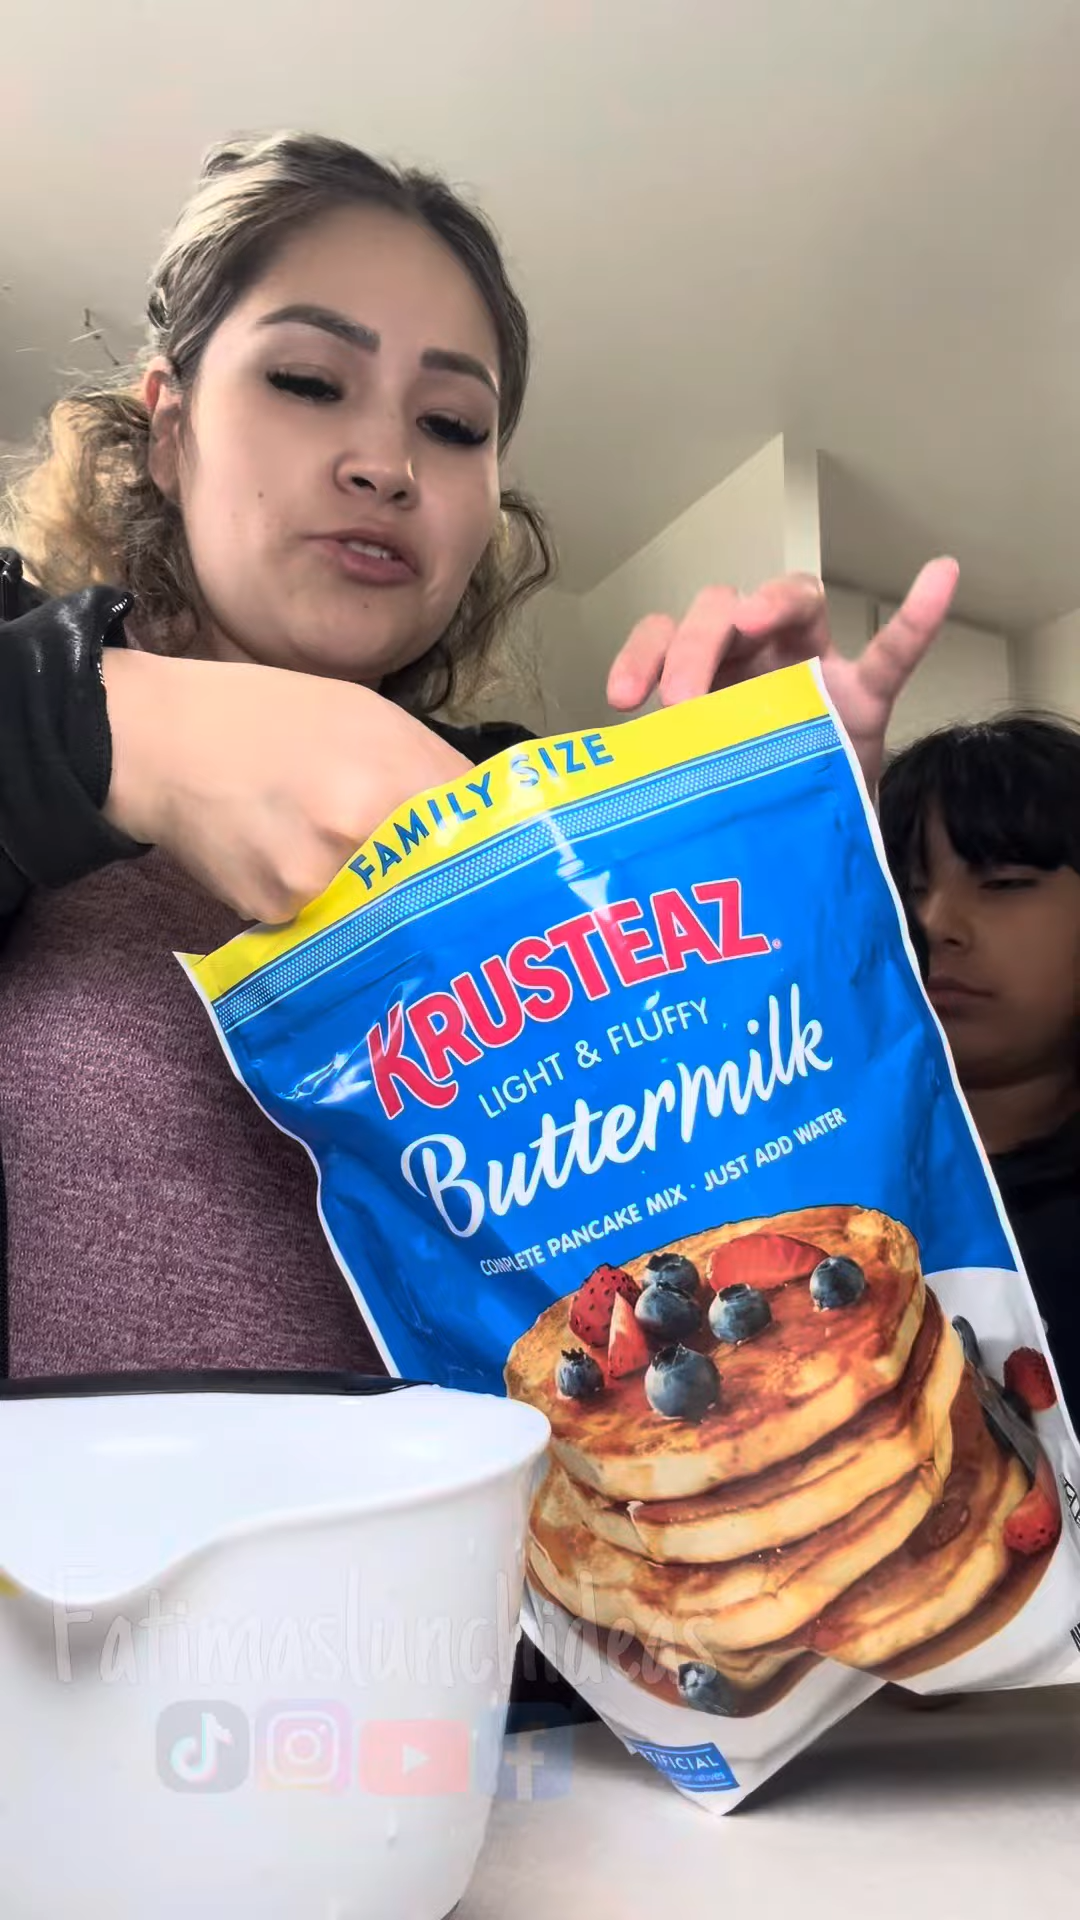 FAMILY SIZE
KRUSTEAZ®
LIGHT & FLUFFY
Buttermilk
COMPLETE PANCAKE MIX · JUST ADD WATER
Fatimaslunchideas